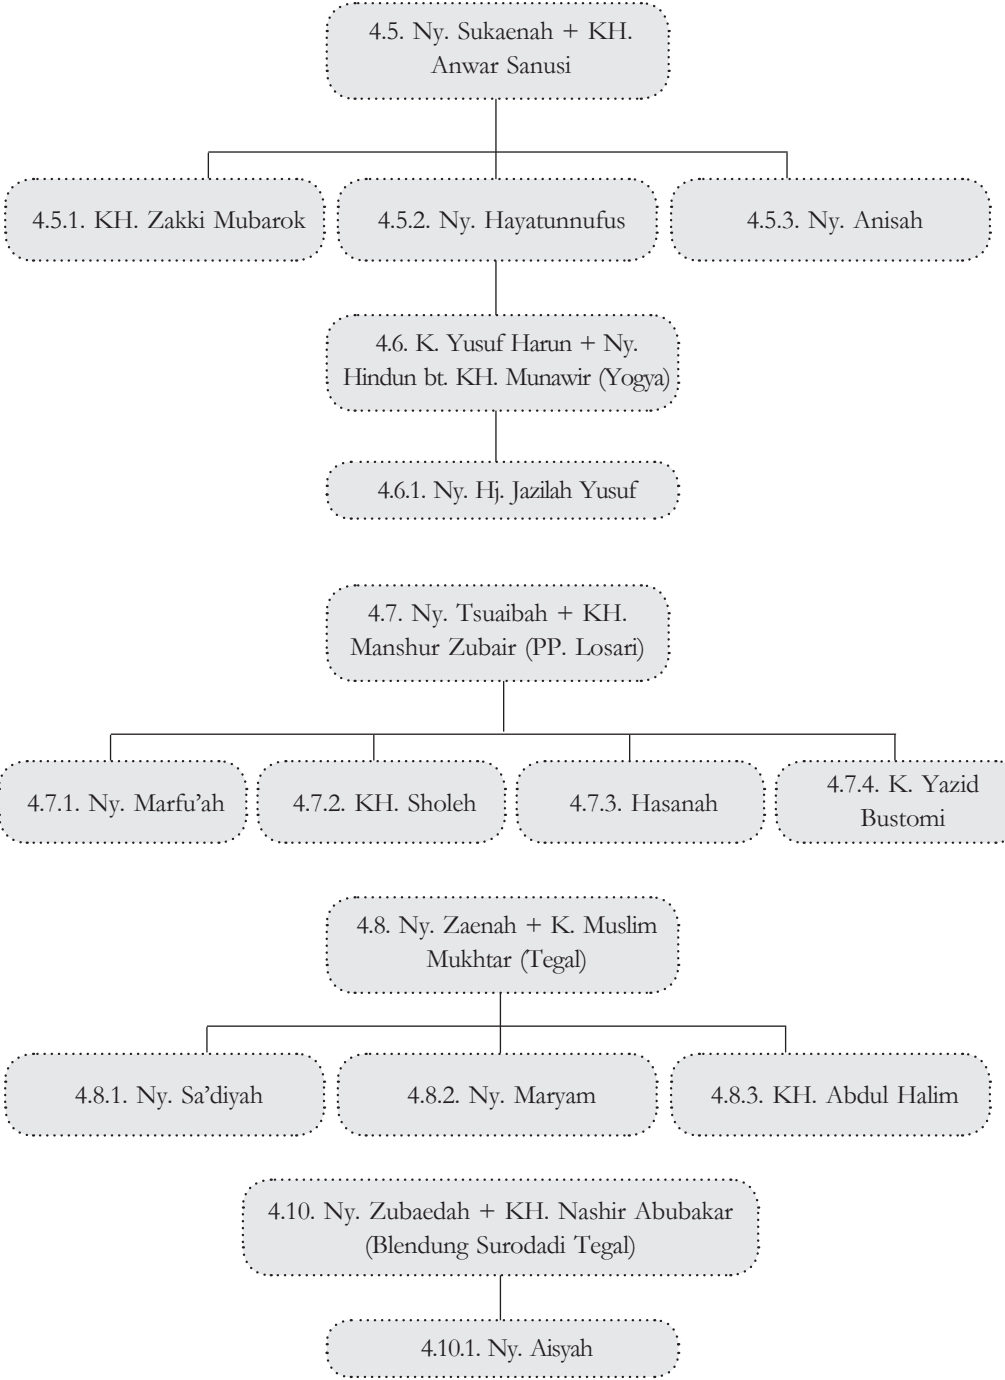 4.5. Ny. Sukaenah + KH.
Anwar Sanusi
4.5.1. KH. Zakki Mubarok
4.5.2. Ny. Hayatunnufus
4.5.3. Ny. Anisah
4.6. K. Yusuf Harun + Ny.
Hindun bt. KH. Munawir (Yogya)
4.6.1. Ny. Hj. Jazilah Yusuf
4.7. Ny. Tsuaibah + KH.
Manshur Zubair (PP. Losari)
4.7.1. Ny. Marfu’ah
4.7.2. KH. Sholeh
4.7.3. Hasanah
4.7.4. K. Yazid
Bustomi
4.8. Ny. Zaenah + K. Muslim
Mukhtar (Tegal)
4.8.1. Ny. Sa’diyah
4.8.2. Ny. Maryam
4.8.3. KH. Abdul Halim
4.10. Ny. Zubaedah + KH. Nashir Abubakar
(Blendung Surodadi Tegal)
4.10.1. Ny. Aisyah